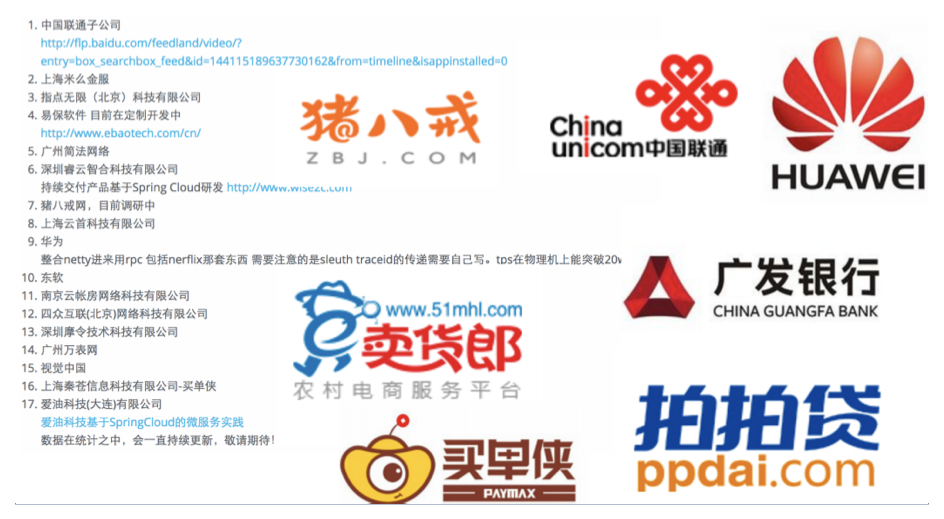 1. 中国联通子公司
http://flp.baidu.com/feedland/video/?
entry=box_searchbox_feed&id=144115189637730162&from=timeline&isappinstalled=0
2. 上海米么金服
3. 指点无限（北京）科技有限公司
4. 易保软件 目前在定制开发中
http://www.ebaotech.com/cn/
5. 广州简法网络
6. 深圳睿云智合科技有限公司
持续交付产品基于Spring Cloud研发 http://www.wise2c.com
7. 猪八戒网，目前调研中
8. 上海云首科技有限公司
9. 华为
整合netty进来用rpc 包括nerflix那套东西 需要注意的是sleuth traceid的传递需要自己写。tps在物理机上能突破20w
10. 东软
11. 南京云帐房网络科技有限公司
12. 四众互联(北京)网络科技有限公司
13. 深圳摩令技术科技有限公司
14. 广州万表网
15. 视觉中国
16. 上海秦苍信息科技有限公司-买单侠
17. 爱油科技(大连)有限公司
爱油科技基于SpringCloud的微服务实践
数据在统计之中，会一直持续更新，敬请期待！
猪八戒
ZBJ.COM
China
unicom中国联通
HUAWEI
www.51mhl.com
卖货郎
农村电商服务平台
广发银行
CHINA GUANGFA BANK
买单侠
PAYMAX
拍拍贷
ppdai.com